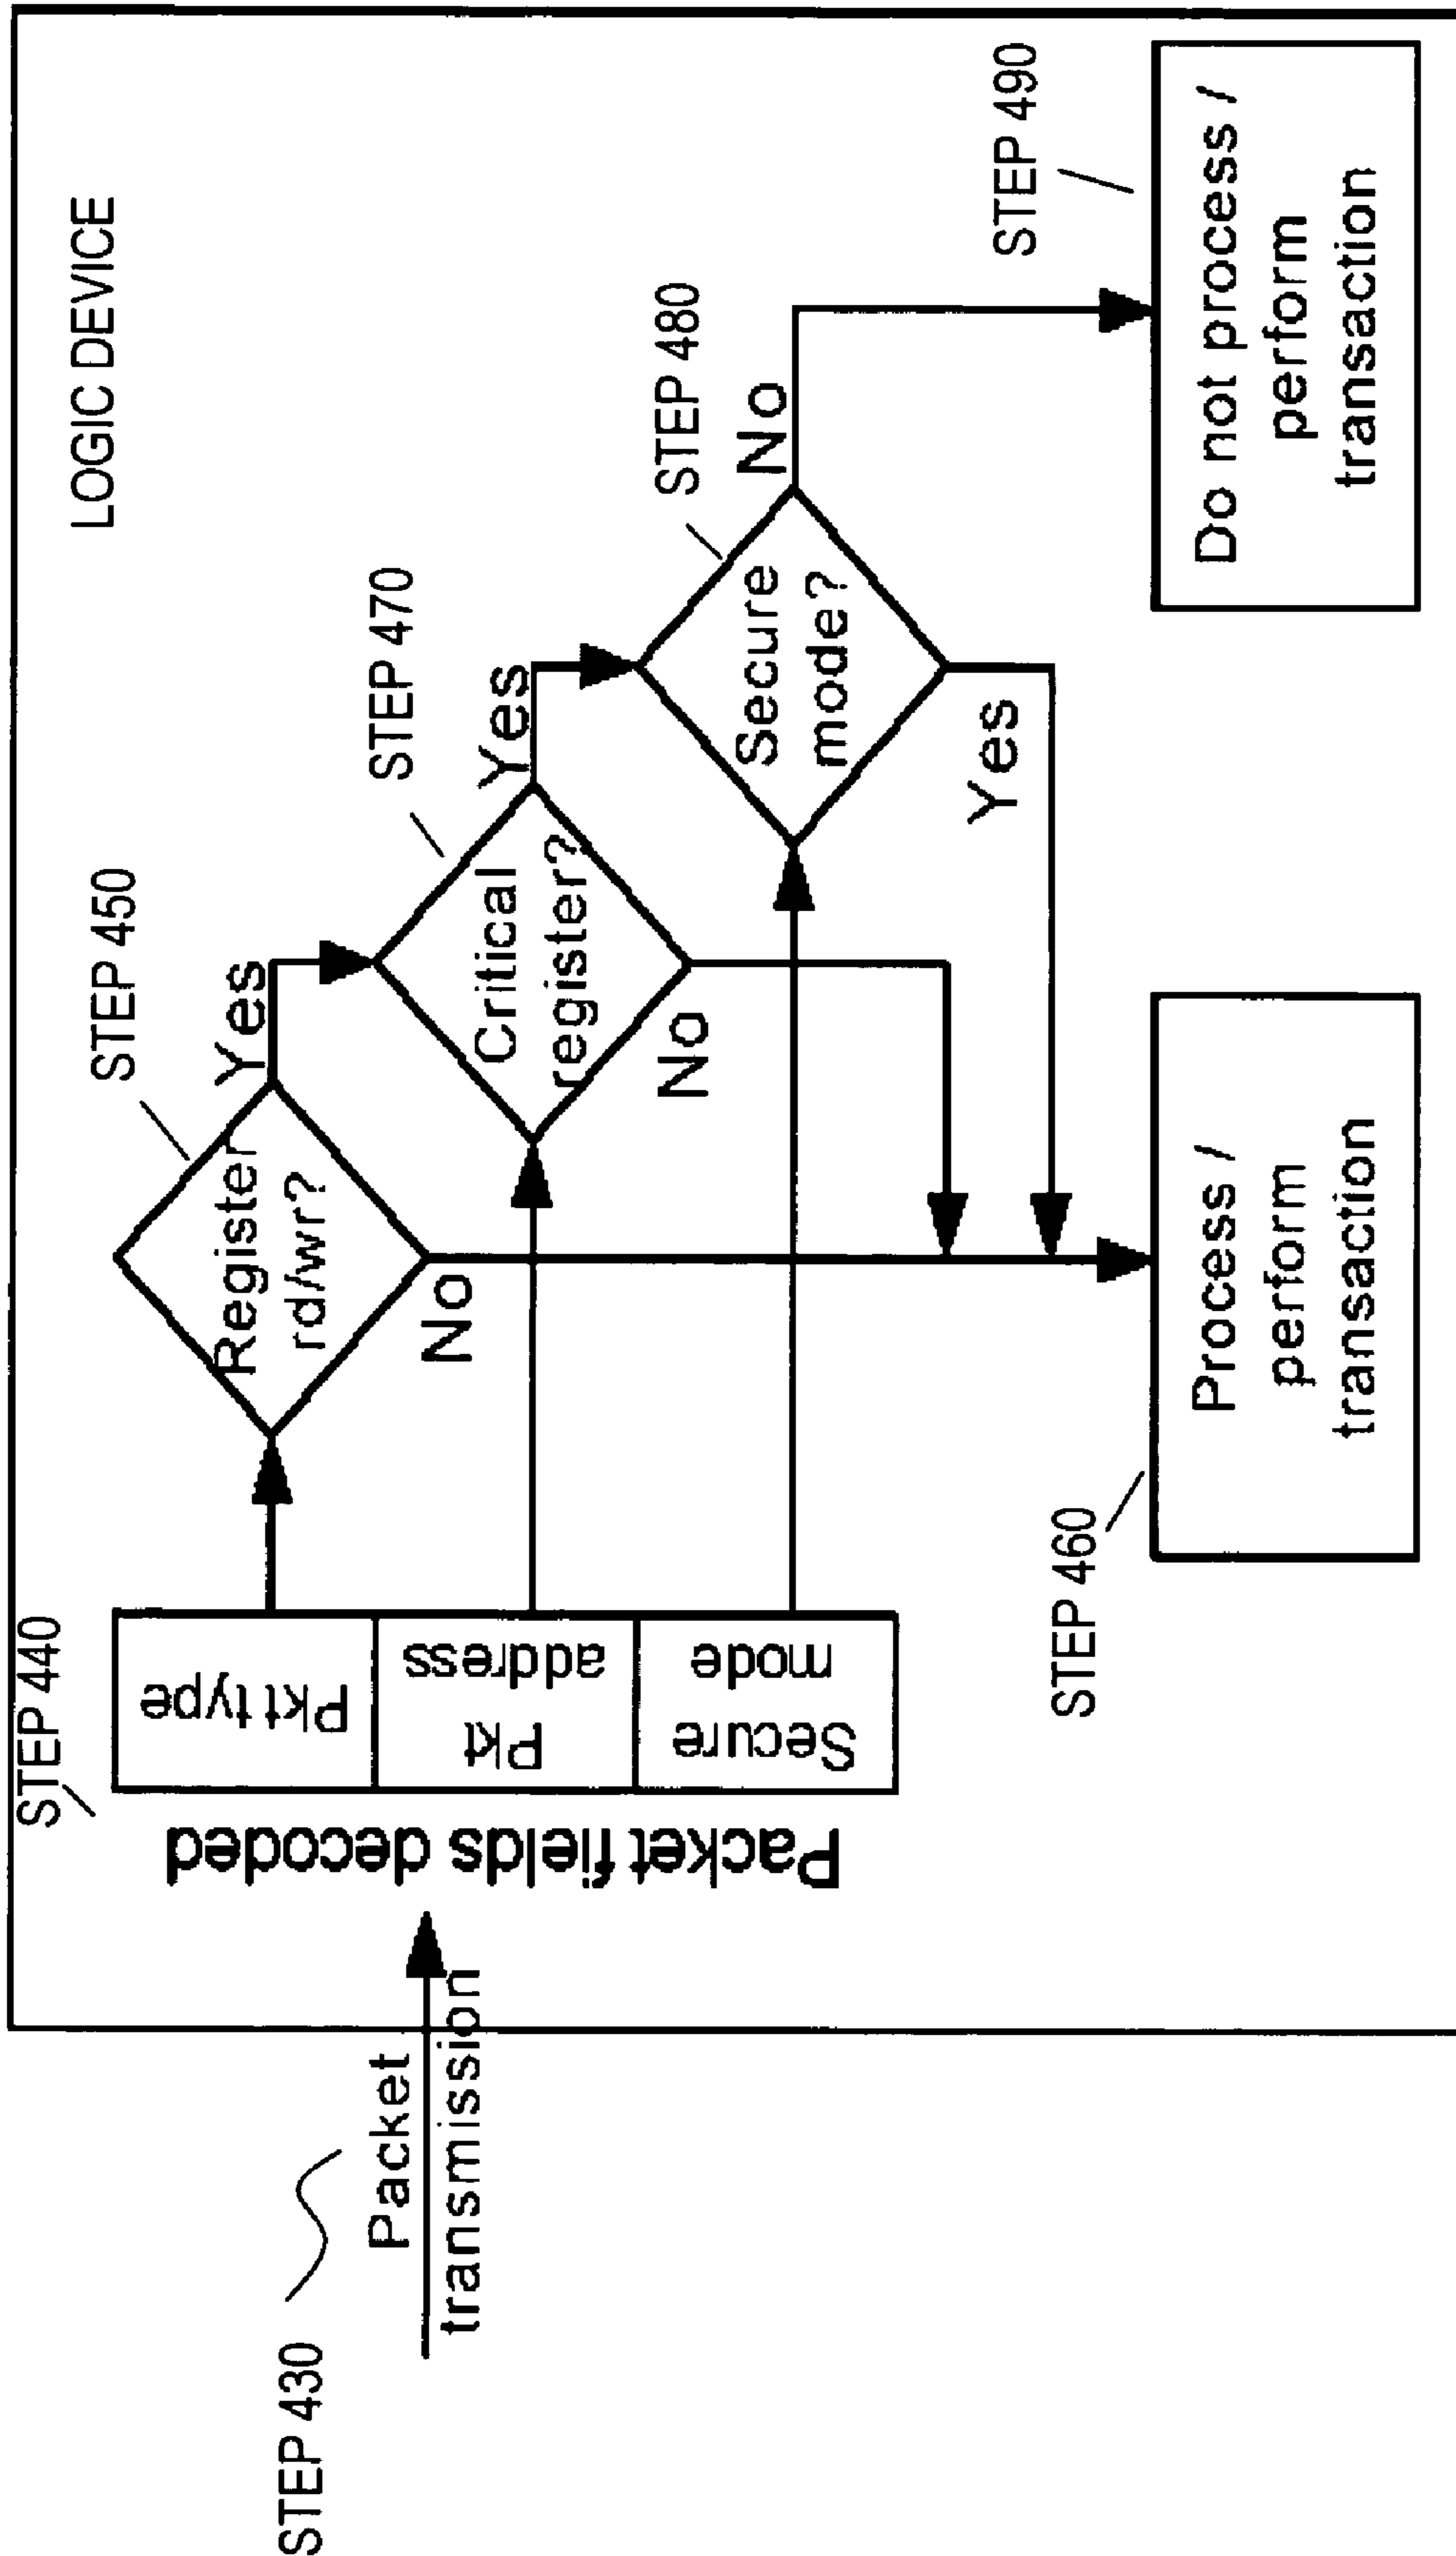 LOGIC DEVICE
STEP 430
Packet
transmission
STEP 440
Packet fields decoded
Pkt type
Pkt
address
Secure
mode
STEP 450
Register
rd/wr?
Yes
No
STEP 470
Critical
register?
Yes
No
STEP 480
Secure
mode?
No
Yes
STEP 460
Process /
perform
transaction
STEP 490
Do not process /
perform
transaction